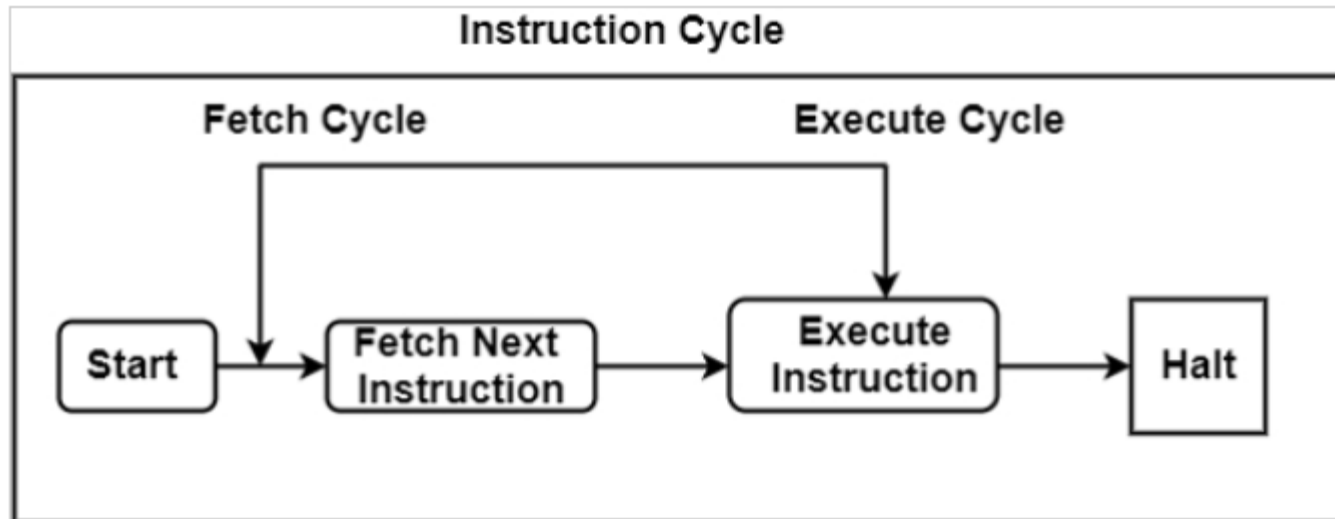 Instruction Cycle
Fetch Cycle
Execute Cycle
Start
Fetch Next
Instruction
Execute
Instruction
Halt